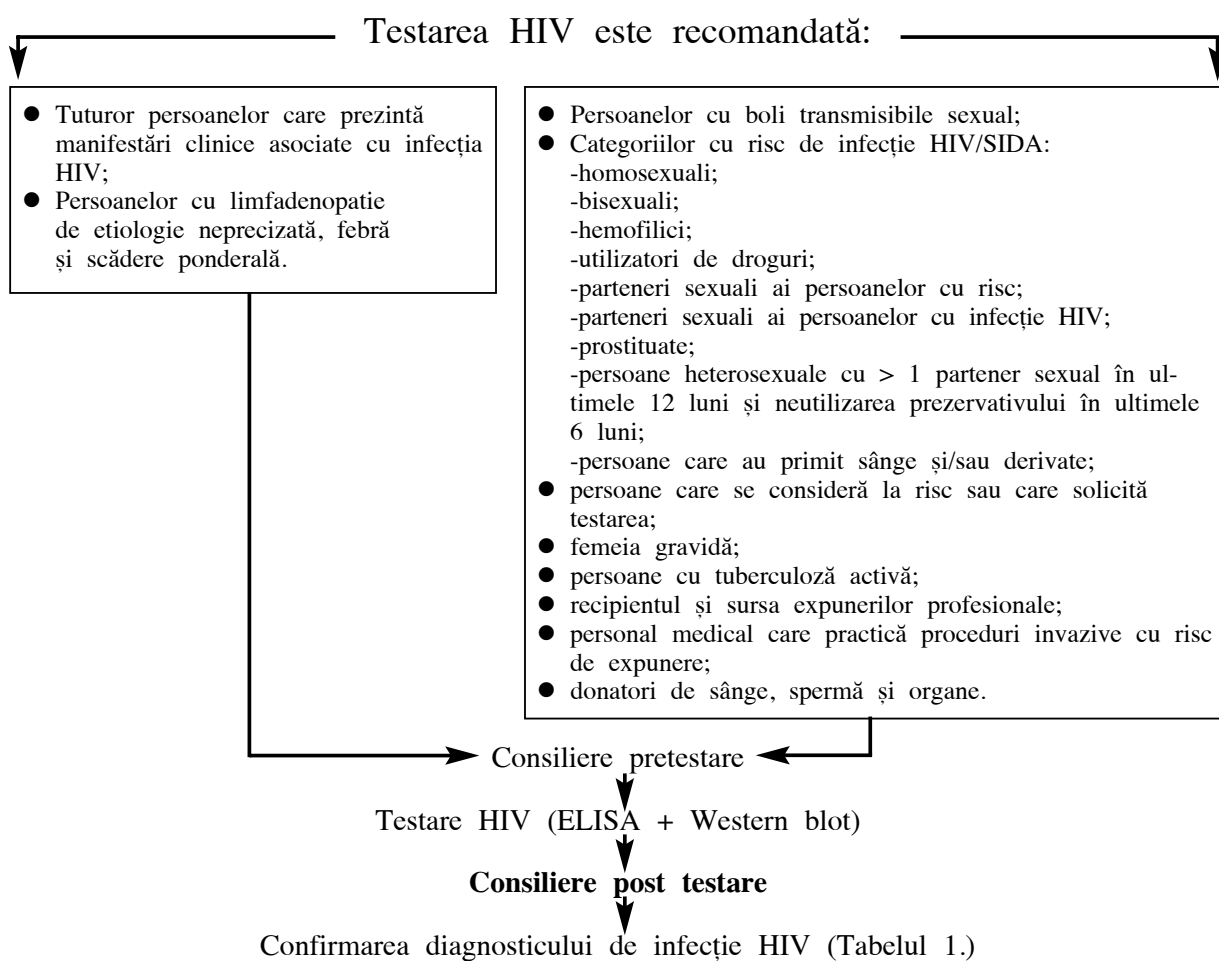 Testarea HIV este recomandată:
● Tuturor persoanelor care prezintă
manifestări clinice asociate cu infecția
HIV;
● Persoanelor cu limfadenopatie
de etiologie neprecizată, febră
și scădere ponderală.
● Persoanelor cu boli transmisibile sexual;
● Categoriilor cu risc de infecție HIV/SIDA:
-homosexuali;
-bisexuali;
-hemofilici;
-utilizatori de droguri;
-parteneri sexuali ai persoanelor cu risc;
-parteneri sexuali ai persoanelor cu infecție HIV;
-prostituate;
-persoane heterosexuale cu > 1 partener sexual în ul-
timele 12 luni și neutilizarea prezervativului în ultimele
6 luni;
-persoane care au primit sânge și/sau derivate;
● persoane care se consideră la risc sau care solicită
testarea;
● femeia gravidă;
● persoane cu tuberculoză activă;
● recipientul și sursa expunerilor profesionale;
● personal medical care practică proceduri invazive cu risc
de expunere;
● donatori de sânge, spermă și organe.
Consiliere pretestare
Testare HIV (ELISA + Western blot)
Consiliere post testare
Confirmarea diagnosticului de infecție HIV (Tabelul 1.)